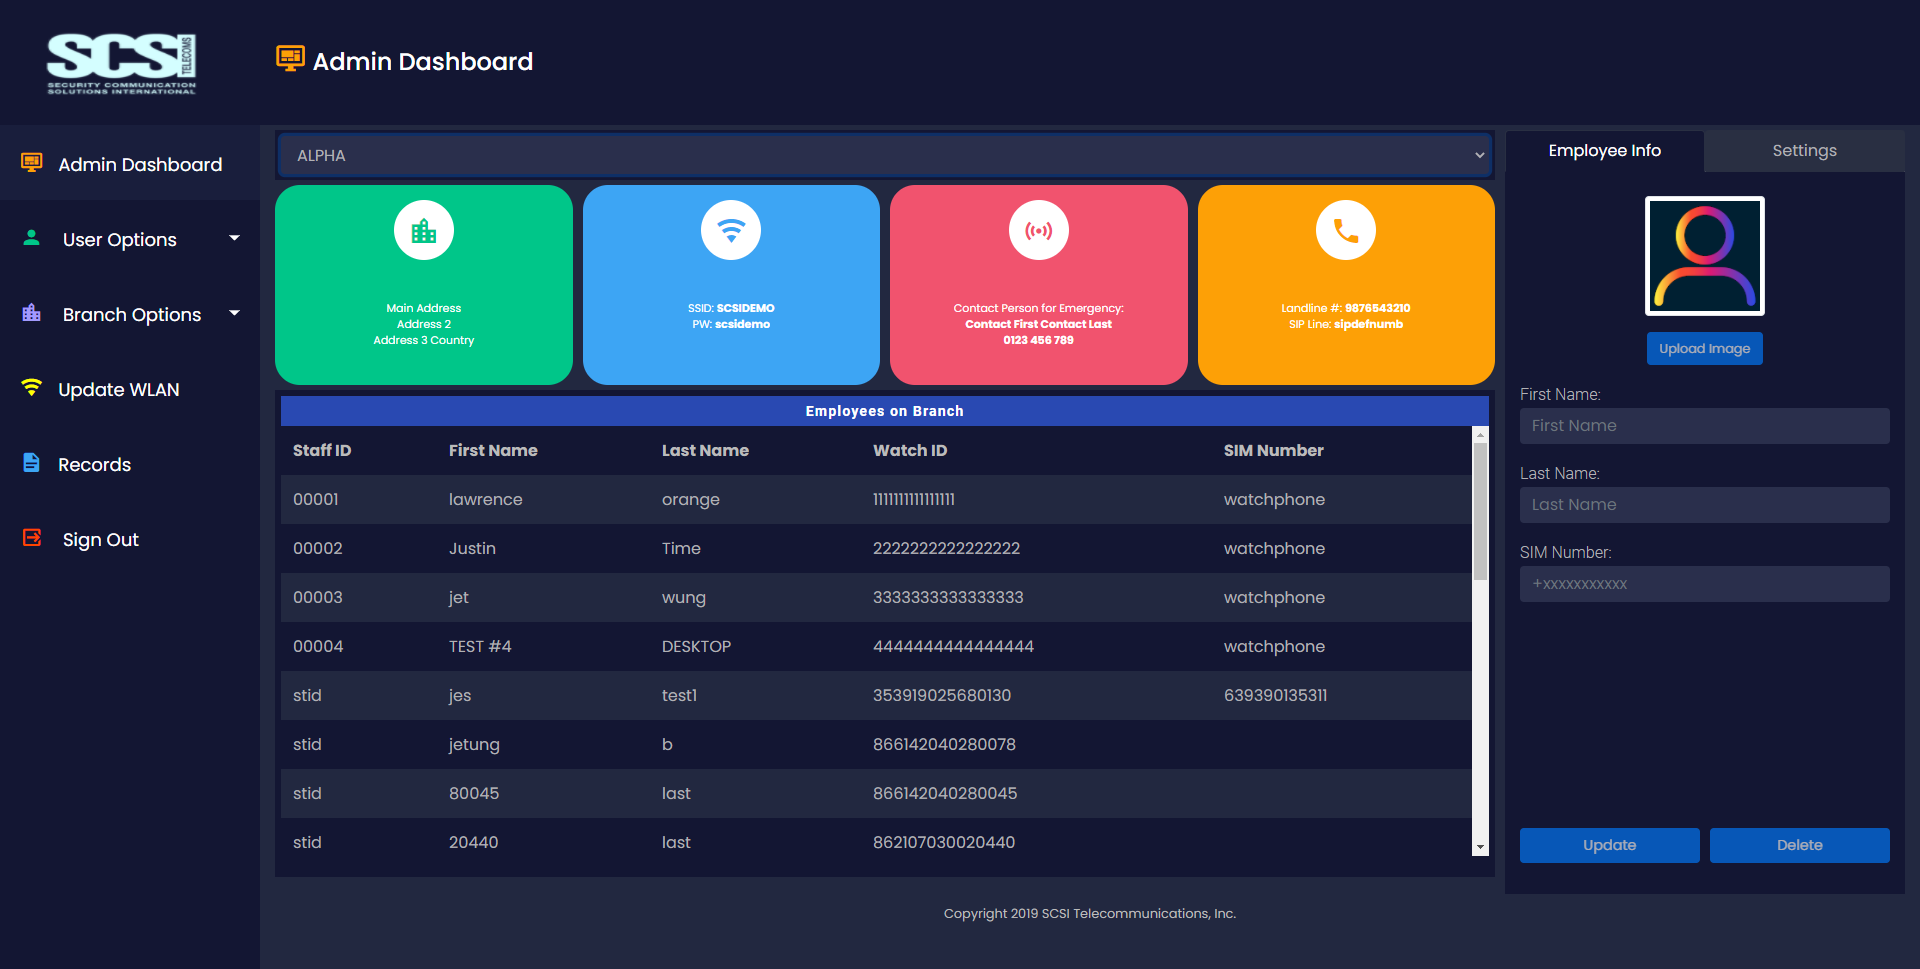 SCSI TELECOMS
SECURITY COMMUNICATION
SOLUTIONS INTERNATIONAL
Admin Dashboard
Admin Dashboard
User Options
Branch Options
Update WLAN
Records
Sign Out
ALPHA
Main Address
Address 2
Address 3 Country
SSID: SCSIDEMO
PW: scsidemo
Contact Person for Emergency:
Contact First Contact Last
0123 456 789
Landline #: 9876543210
SIP Line: sipdefnumb
Employees on Branch
Staff ID First Name Last Name Watch ID SIM Number
00001 lawrence orange 1111111111111111 watchphone
00002 Justin Time 2222222222222222 watchphone
00003 jet wung 3333333333333333 watchphone
00004 TEST #4 DESKTOP 4444444444444444 watchphone
stid jes test1 353919025680130 639390135311
stid jetung b 866142040280078
stid 80045 last 866142040280045
stid 20440 last 862107030020440
Employee Info Settings
Upload Image
First Name:
First Name
Last Name:
Last Name
SIM Number:
+xxxxxxxxxxx
Update Delete
Copyright 2019 SCSI Telecommunications, Inc.